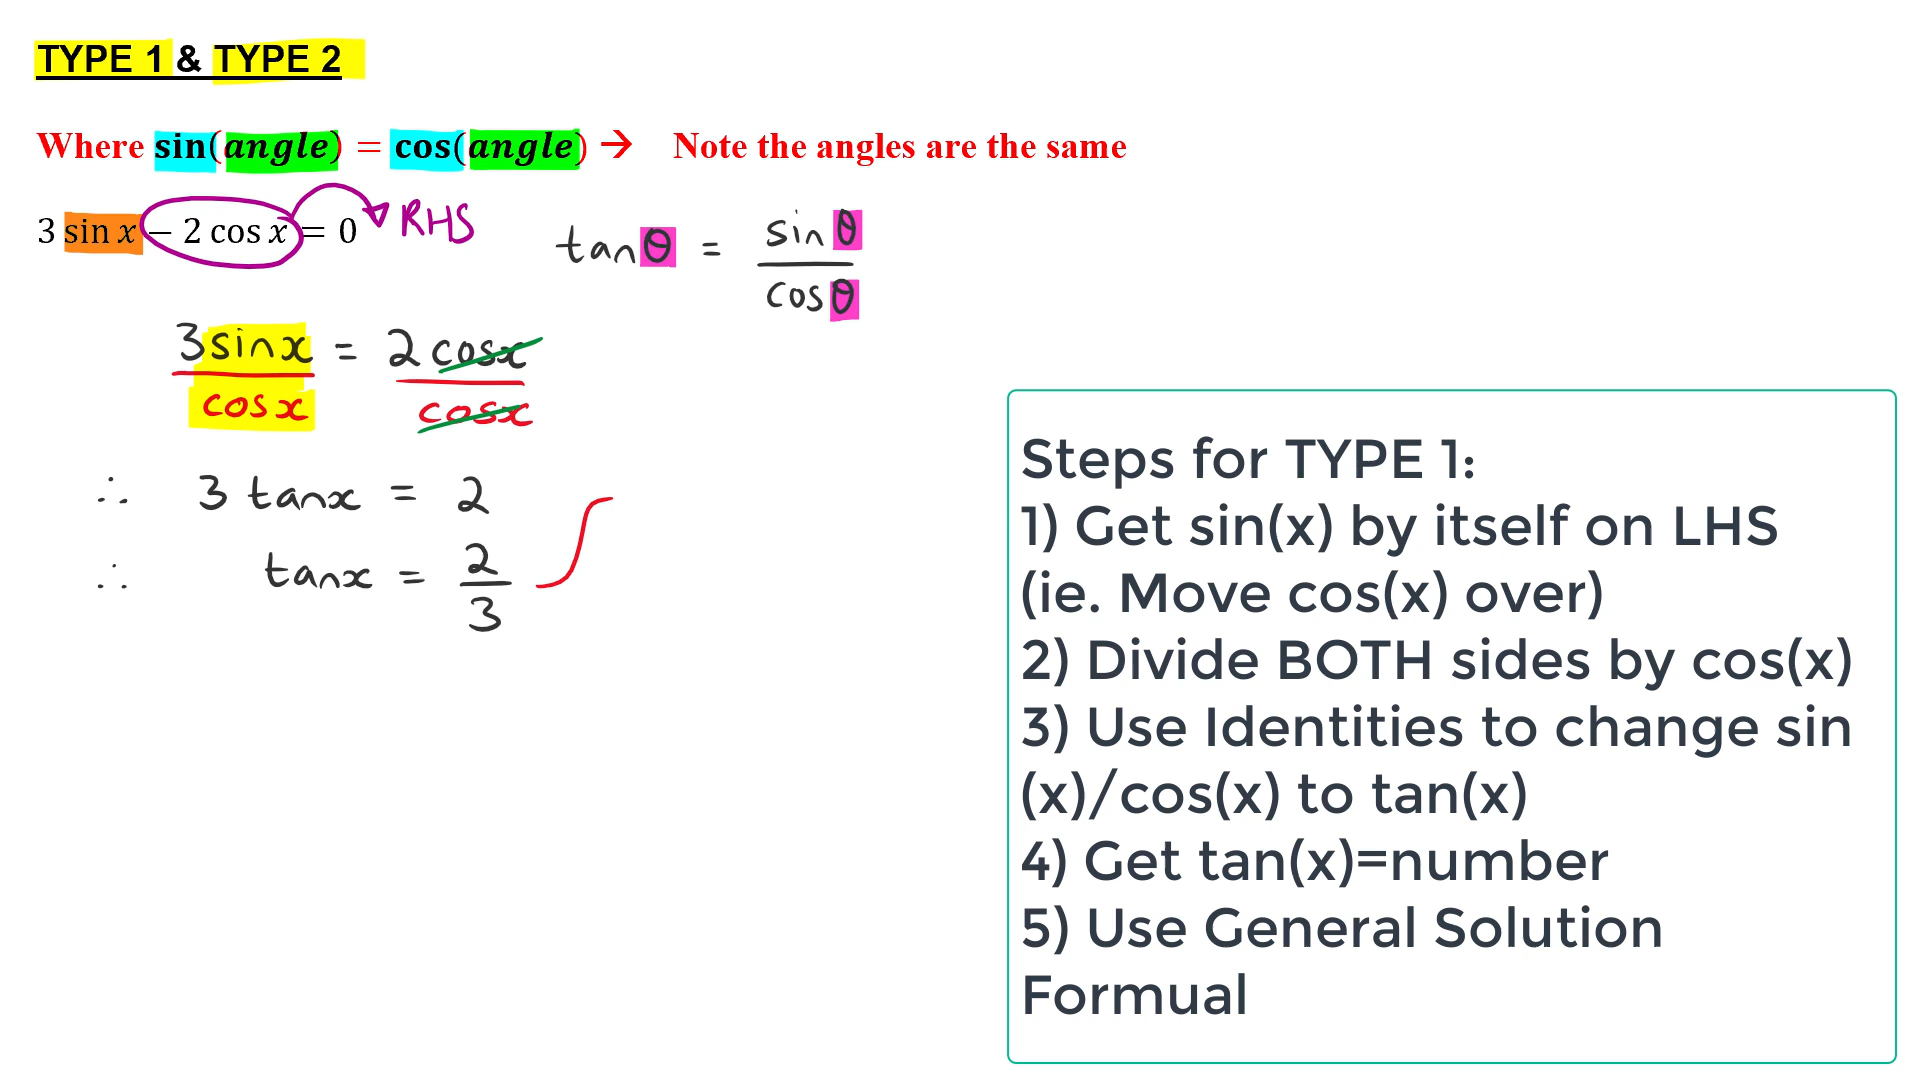 TYPE 1 & TYPE 2
Where sin(angle) = cos(angle) → Note the angles are the same
3 sin x − 2 cos x = 0 RHS
tanθ = sinθ / cosθ
3sinx / cosx = 2cosx / cosx
∴ 3 tanx = 2
∴ tanx = 2/3
Steps for TYPE 1:
1) Get sin(x) by itself on LHS
(ie. Move cos(x) over)
2) Divide BOTH sides by cos(x)
3) Use Identities to change sin
(x)/cos(x) to tan(x)
4) Get tan(x)=number
5) Use General Solution
Formual